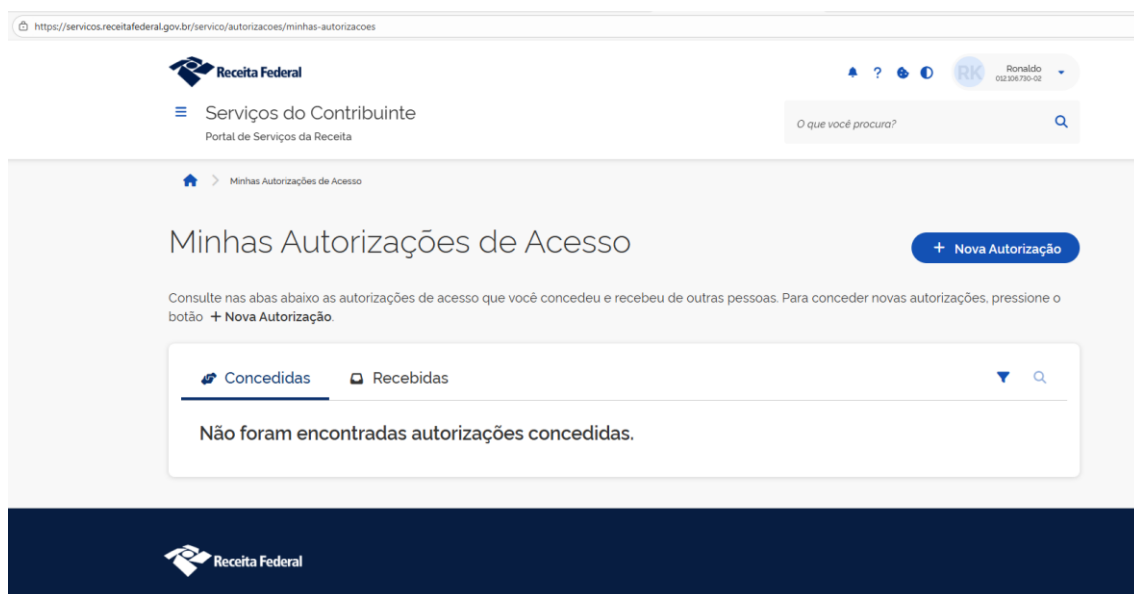 https://servicos.receitafederal.gov.br/servico/autorizacoes/minhas-autorizacoes
Receita Federal
?
RK
Ronaldo
012.106.730-02
Serviços do Contribuinte
Portal de Serviços da Receita
O que você procura?
Minhas Autorizações de Acesso
Minhas Autorizações de Acesso
+ Nova Autorização
Consulte nas abas abaixo as autorizações de acesso que você concedeu e recebeu de outras pessoas. Para conceder novas autorizações, pressione o
botão + Nova Autorização.
Concedidas
Recebidas
Não foram encontradas autorizações concedidas.
Receita Federal